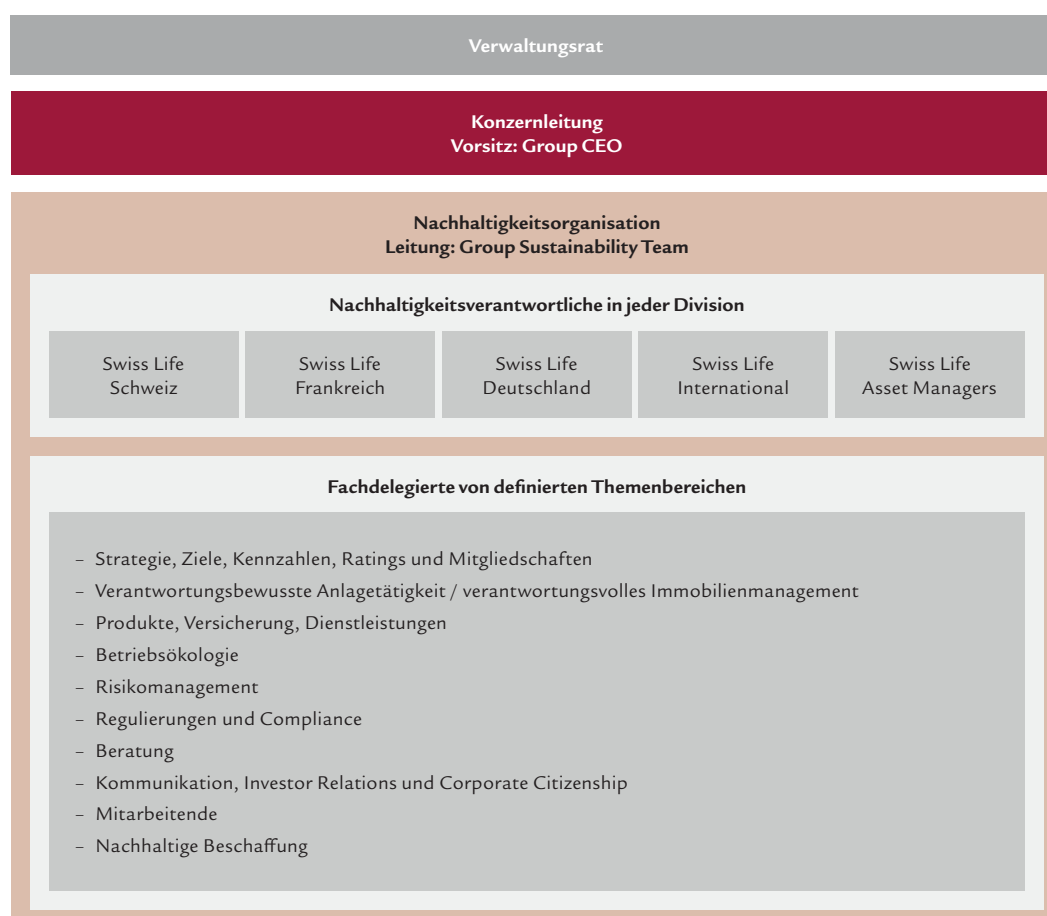 Verwaltungsrat
Konzernleitung
Vorsitz: Group CEO
Nachhaltigkeitsorganisation
Leitung: Group Sustainability Team
Nachhaltigkeitsverantwortliche in jeder Division
Swiss Life
Schweiz
Swiss Life
Frankreich
Swiss Life
Deutschland
Swiss Life
International
Swiss Life
Asset Managers
Fachdelegierte von definierten Themenbereichen
– Strategie, Ziele, Kennzahlen, Ratings und Mitgliedschaften
– Verantwortungsbewusste Anlagetätigkeit / verantwortungsvolles Immobilienmanagement
– Produkte, Versicherung, Dienstleistungen
– Betriebsökologie
– Risikomanagement
– Regulierungen und Compliance
– Beratung
– Kommunikation, Investor Relations und Corporate Citizenship
– Mitarbeitende
– Nachhaltige Beschaffung